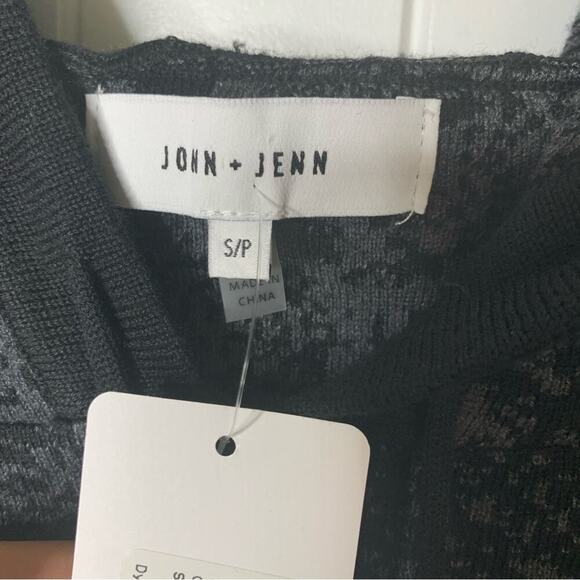 JOHN + JENN
S/P
MADE IN
CHINA